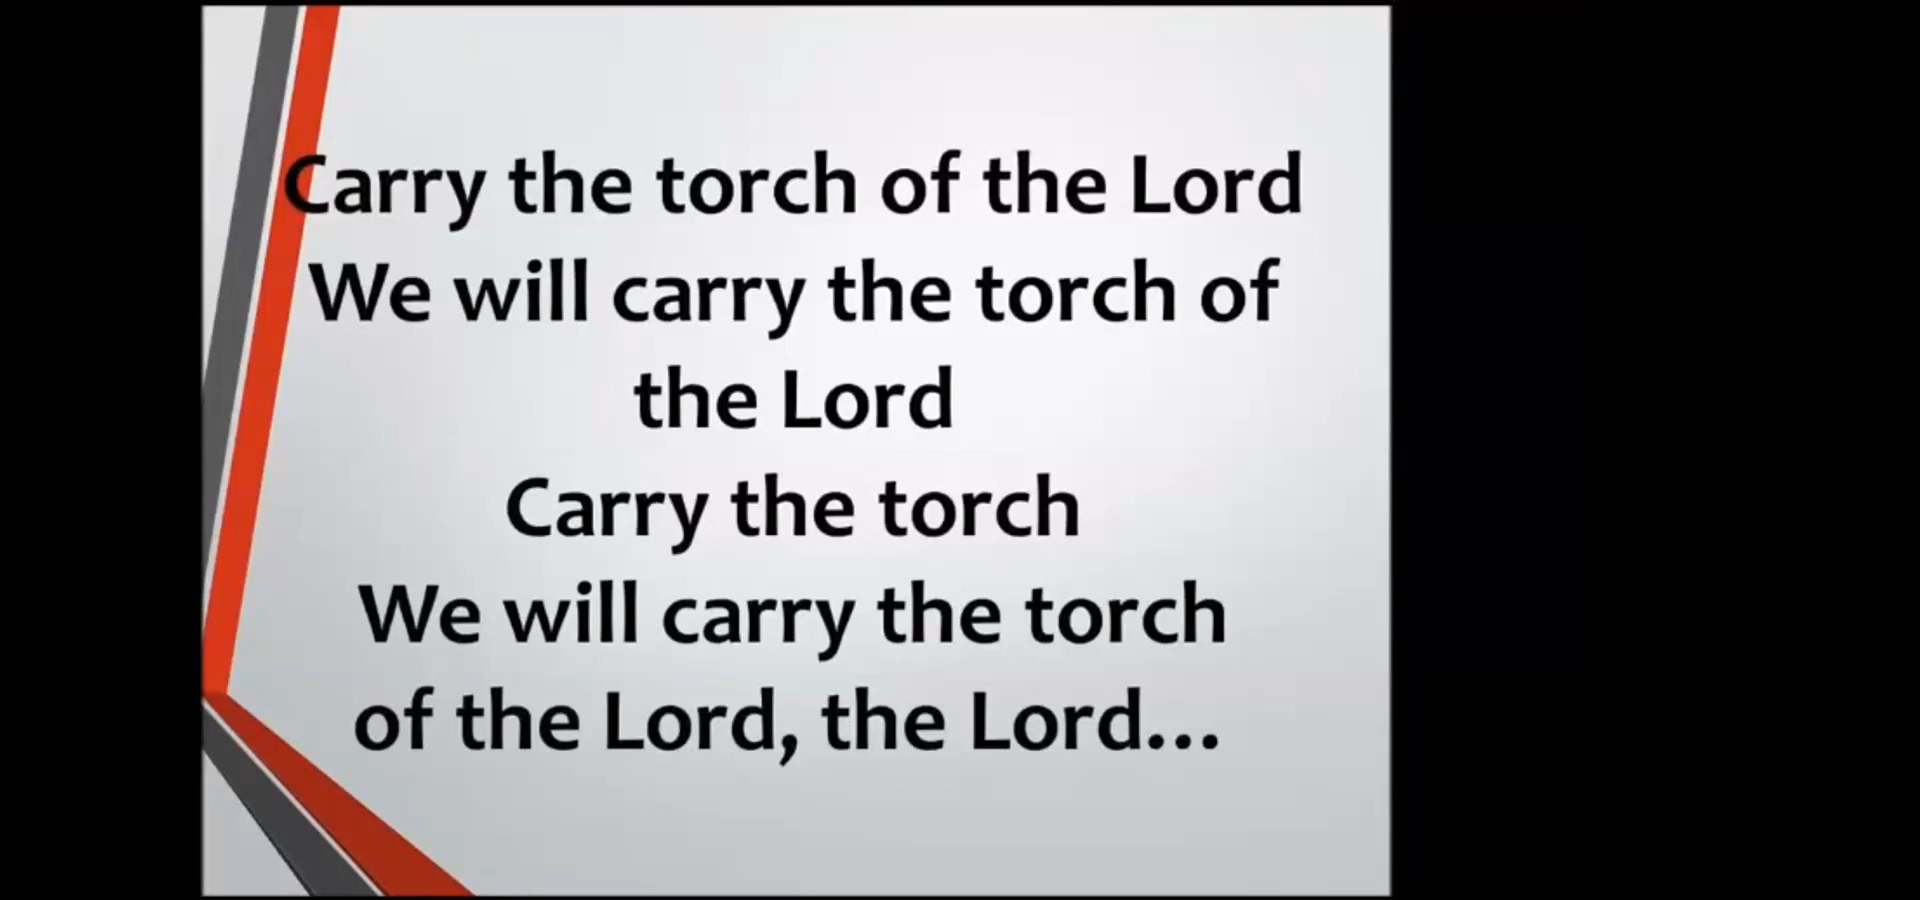 Carry the torch of the Lord
We will carry the torch of
the Lord
Carry the torch
We will carry the torch
of the Lord, the Lord...